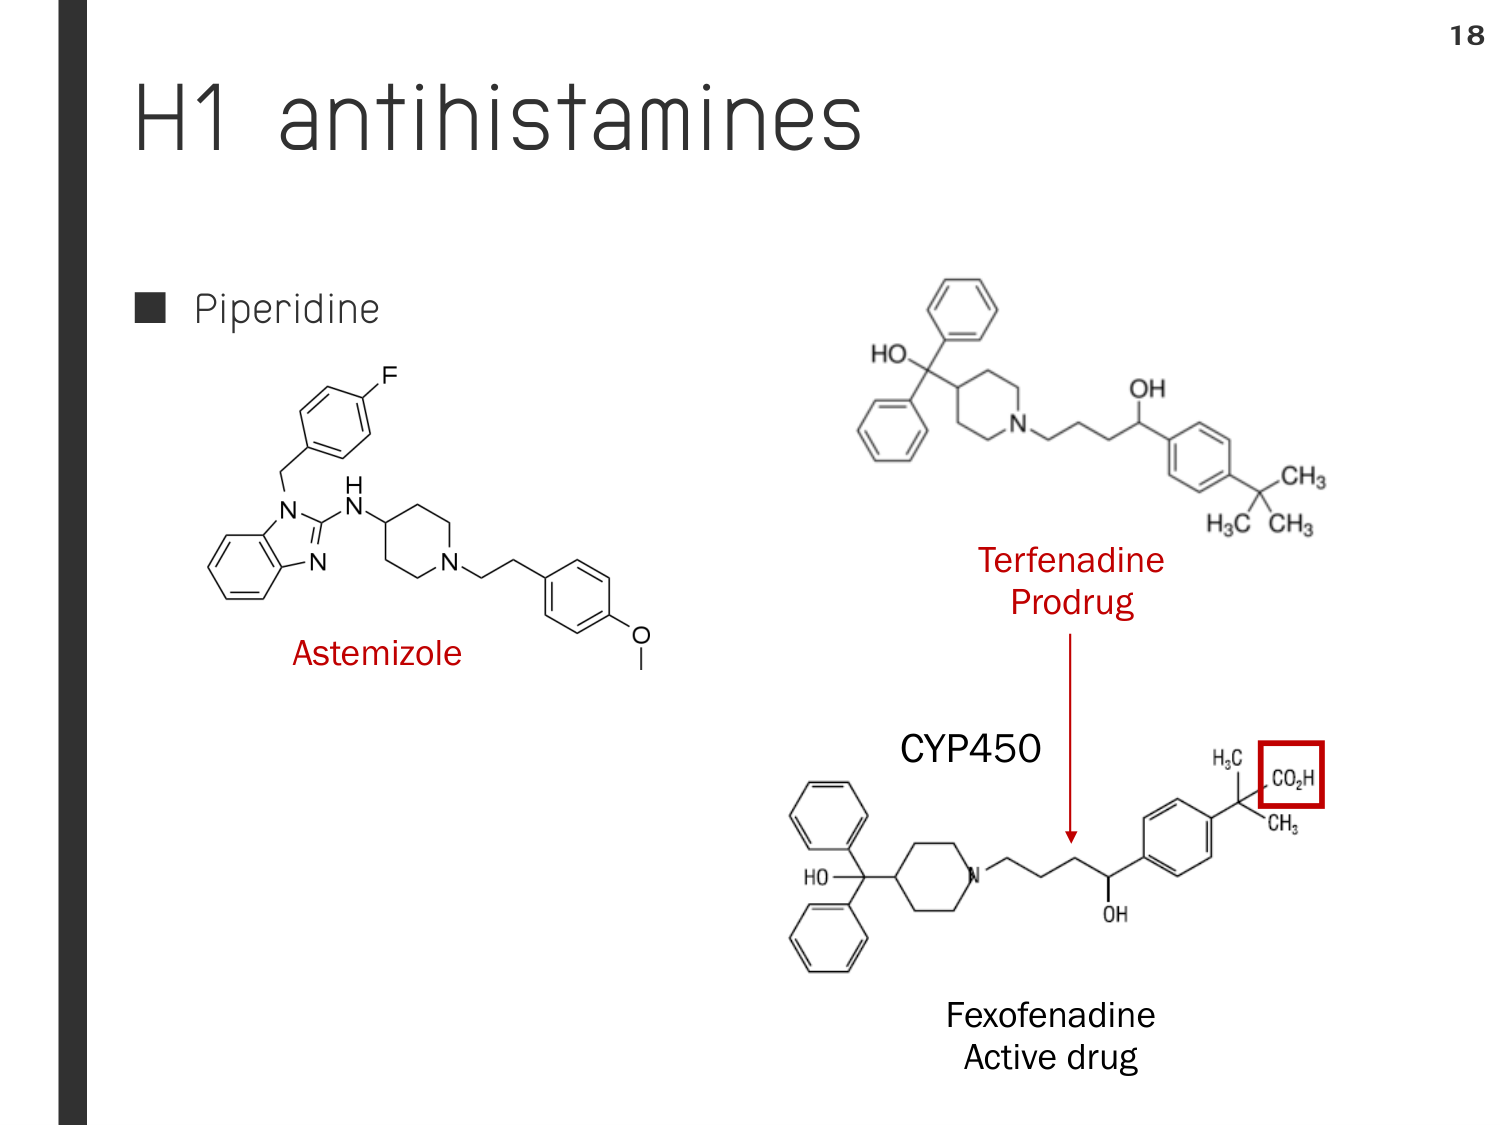 18
H1 antihistamines
■ Piperidine
F
H
N
N
N
N
O
Astemizole
HO
OH
N
CH₃
H₃C CH₃
Terfenadine
Prodrug
CYP450
H₃C
CO₂H
CH₃
HO
N
OH
Fexofenadine
Active drug